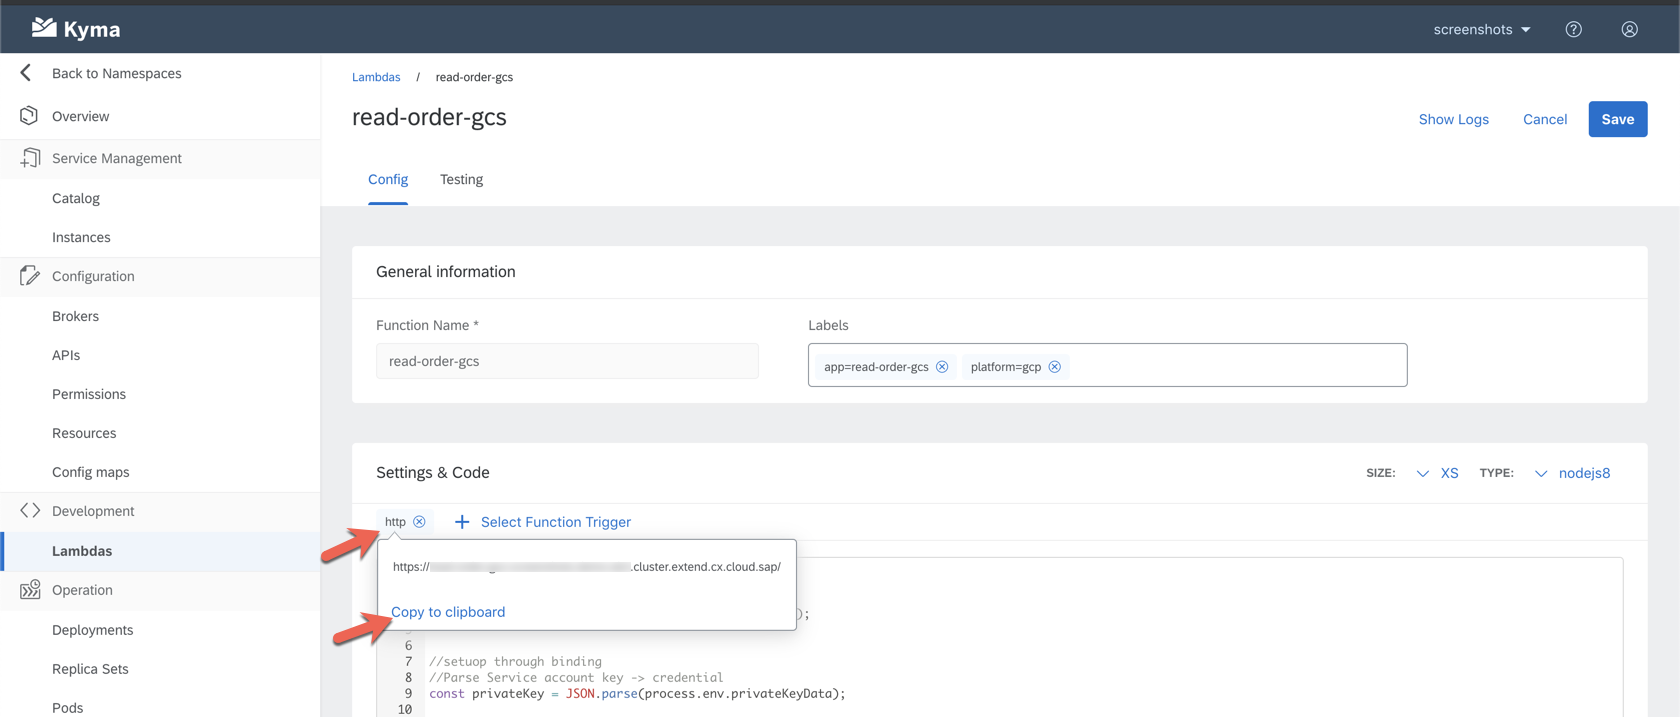 Kyma
screenshots
Back to Namespaces
Overview
Service Management
Catalog
Instances
Configuration
Brokers
APIs
Permissions
Resources
Config maps
Development
Lambdas
Operation
Deployments
Replica Sets
Pods
Lambdas / read-order-gcs
read-order-gcs
Show Logs Cancel Save
Config Testing
General information
Function Name * Labels
read-order-gcs app=read-order-gcs platform=gcp
Settings & Code SIZE: XS TYPE: nodejs8
http + Select Function Trigger
https:// .cluster.extend.cx.cloud.sap/
Copy to clipboard
);
6
7 //setuop through binding
8 //Parse Service account key -> credential
9 const privateKey = JSON.parse(process.env.privateKeyData);
10